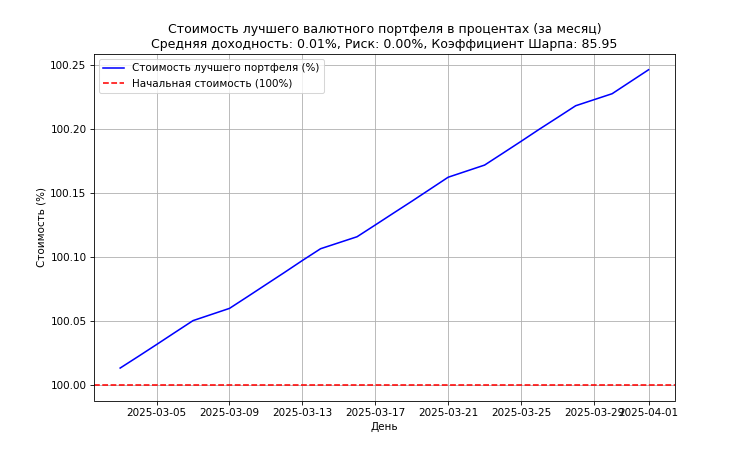 Стоимость лучшего валютного портфеля в процентах (за месяц)
Средняя доходность: 0.01%, Риск: 0.00%, Коэффициент Шарпа: 85.95
Стоимость лучшего портфеля (%)
Начальная стоимость (100%)
Стоимость (%)
100.25
100.20
100.15
100.10
100.05
100.00
2025-03-05 2025-03-09 2025-03-13 2025-03-17 2025-03-21 2025-03-25 2025-03-29 2025-04-01
День